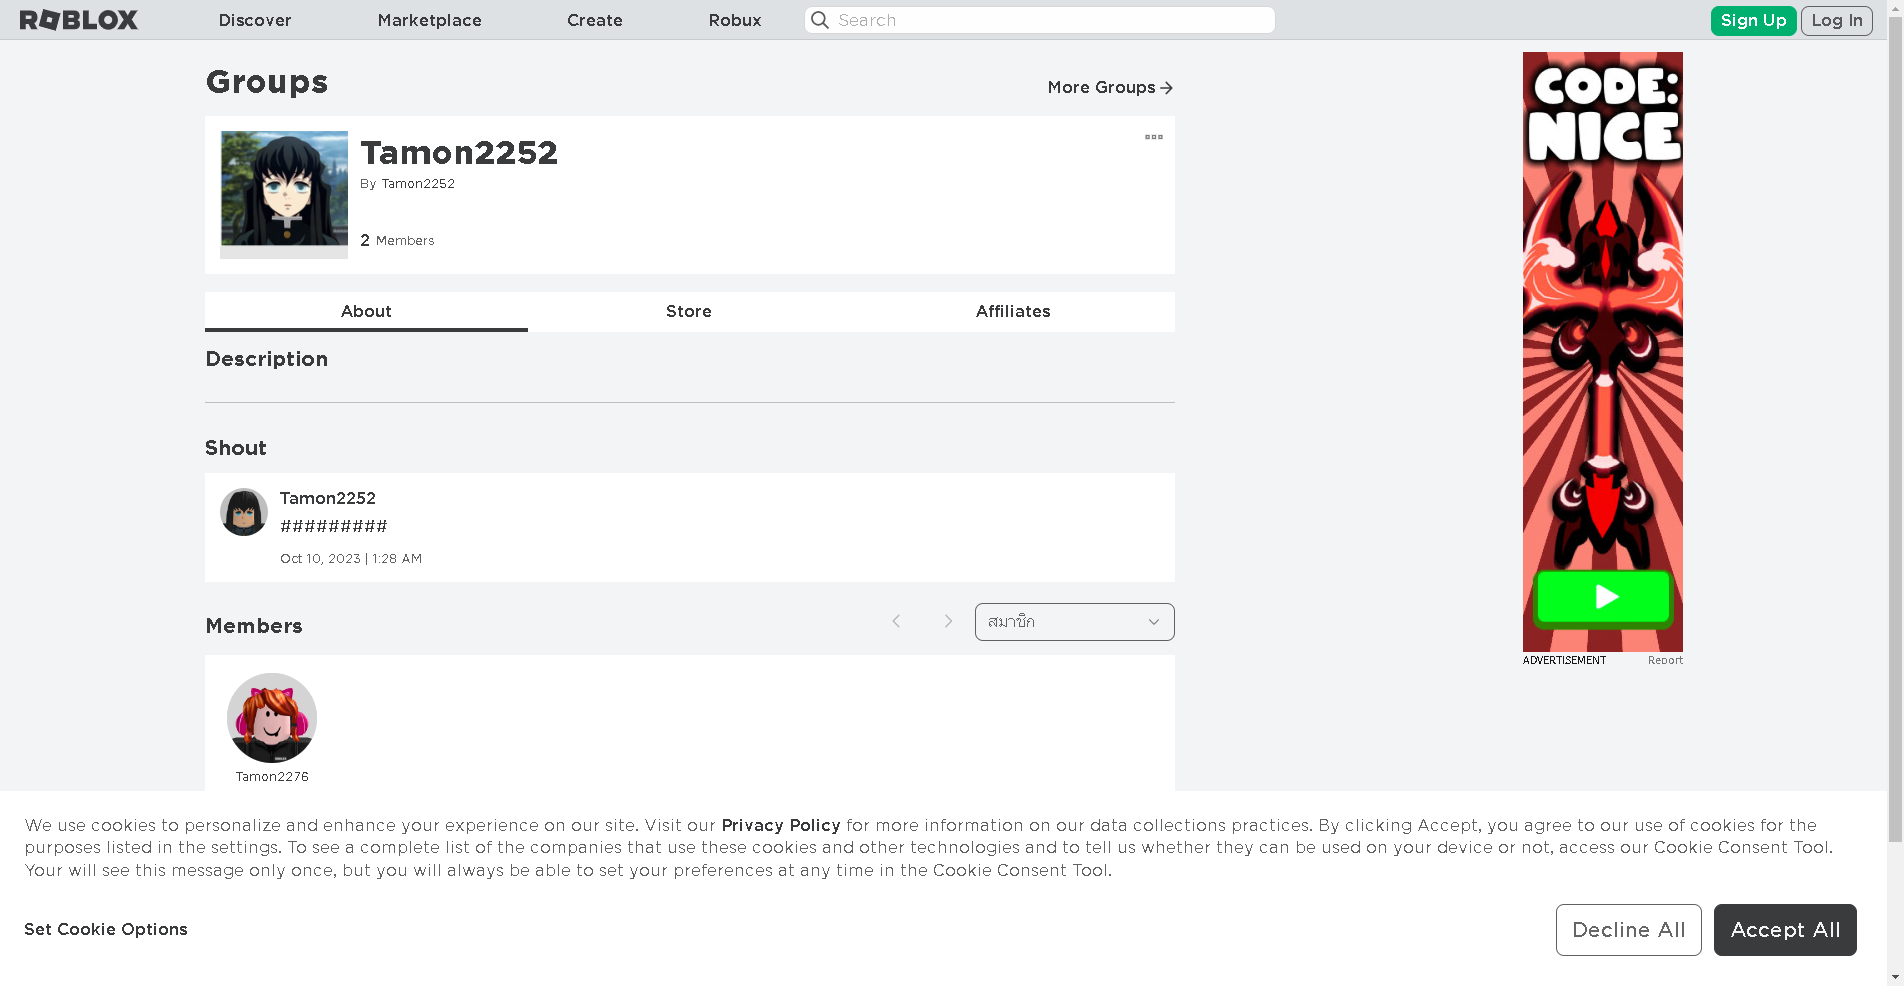 ROBLOX
Discover
Marketplace
Create
Robux
Search
Sign Up
Log In
Groups
More Groups
Tamon2252
By Tamon2252
2 Members
About
Store
Affiliates
Description
Shout
Tamon2252
#########
Oct 10, 2023 | 1:28 AM
Members
สมาชิก
Tamon2276
CODE:
NICE
ADVERTISEMENT
Report
We use cookies to personalize and enhance your experience on our site. Visit our Privacy Policy for more information on our data collections practices. By clicking Accept, you agree to our use of cookies for the
purposes listed in the settings. To see a complete list of the companies that use these cookies and other technologies and to tell us whether they can be used on your device or not, access our Cookie Consent Tool.
Your will see this message only once, but you will always be able to set your preferences at any time in the Cookie Consent Tool.
Set Cookie Options
Decline All
Accept All